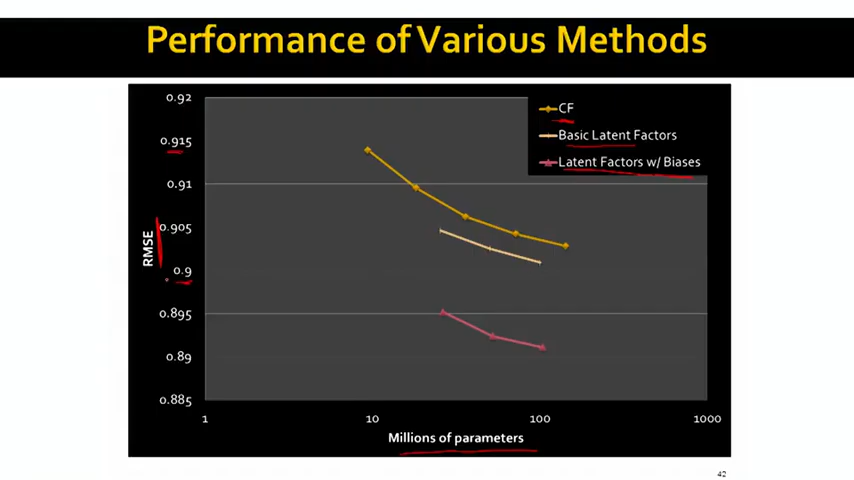 Performance of Various Methods
0.92
0.915
0.91
0.905
0.9
0.895
0.89
0.885
RMSE
CF
Basic Latent Factors
Latent Factors w/ Biases
1
10
100
1000
Millions of parameters
42